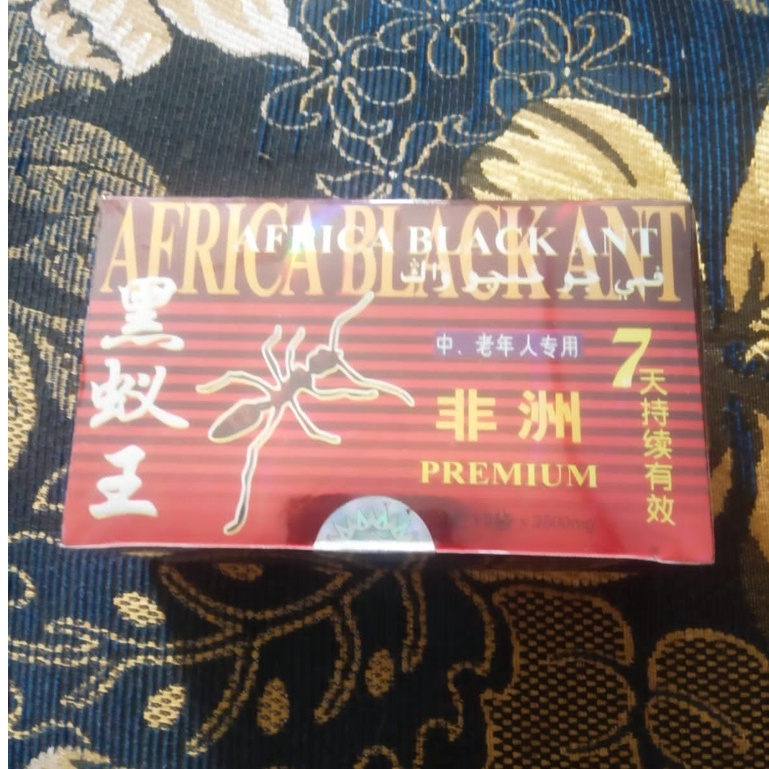 AFRICA BLACK ANT
AFRICA BLACK ANT
黑蚁王
中、老年人专用
非洲
PREMIUM
7天持续有效
x 3800mg